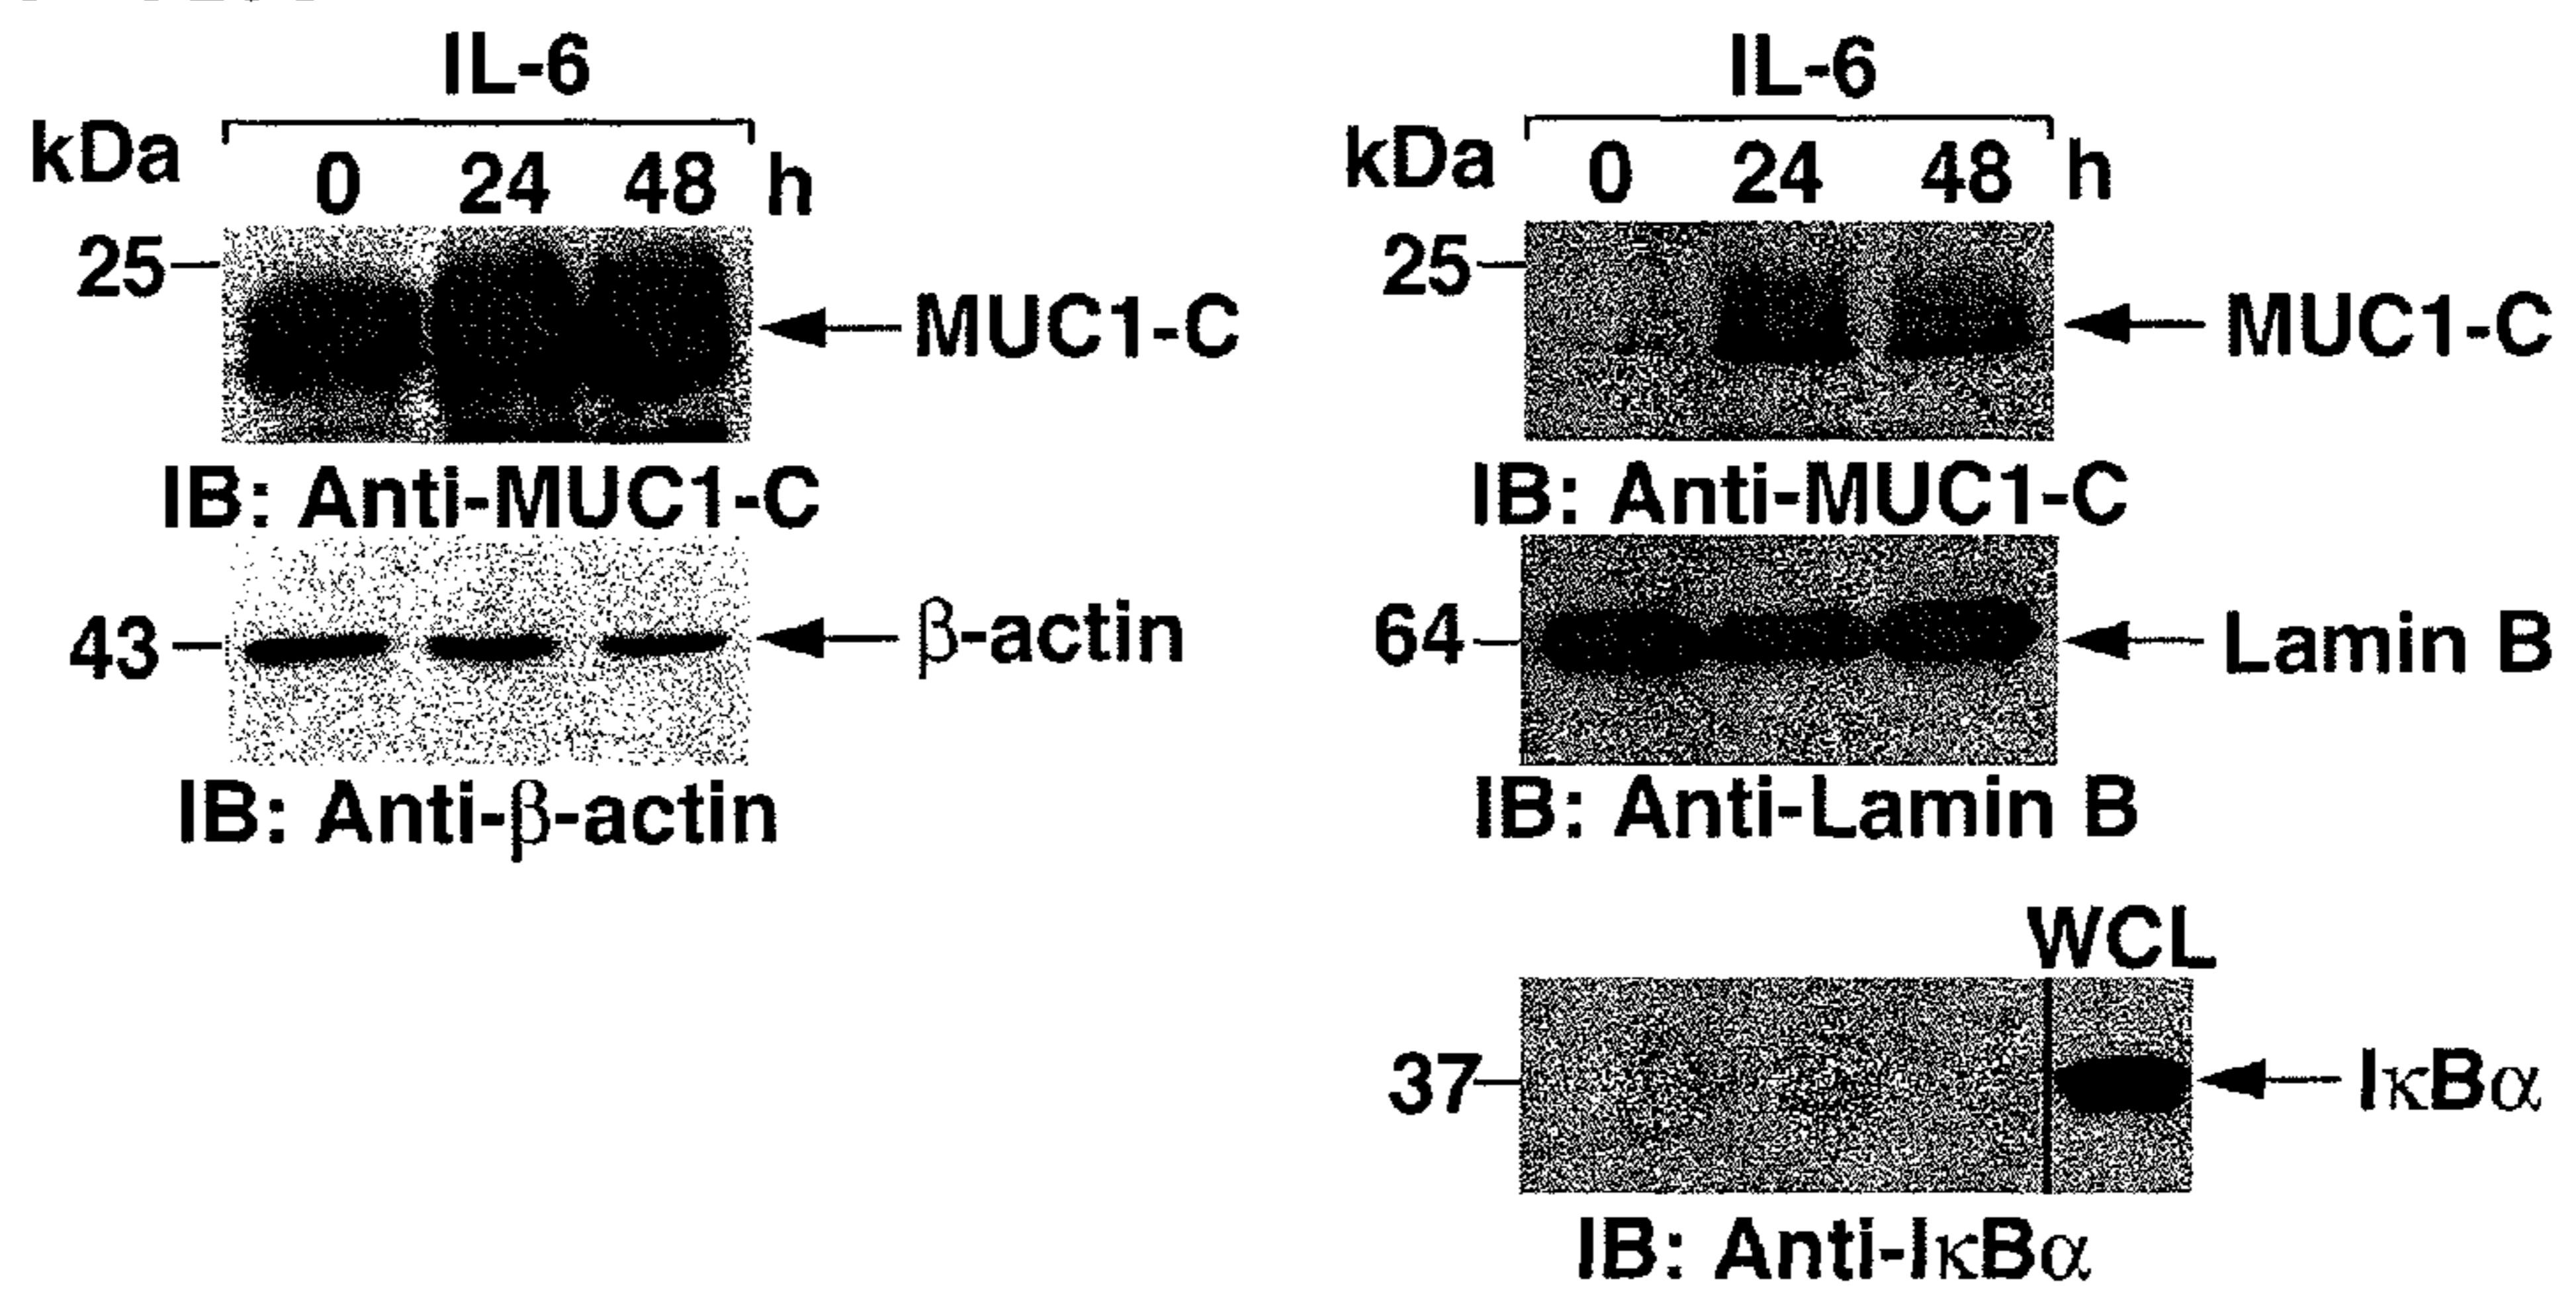 IL-6
kDa 0 24 48 h
25
MUC1-C
IB: Anti-MUC1-C
43
β-actin
IB: Anti-β-actin
IL-6
kDa 0 24 48 h
25
MUC1-C
IB: Anti-MUC1-C
64
Lamin B
IB: Anti-Lamin B
WCL
37
IκBα
IB: Anti-IκBα